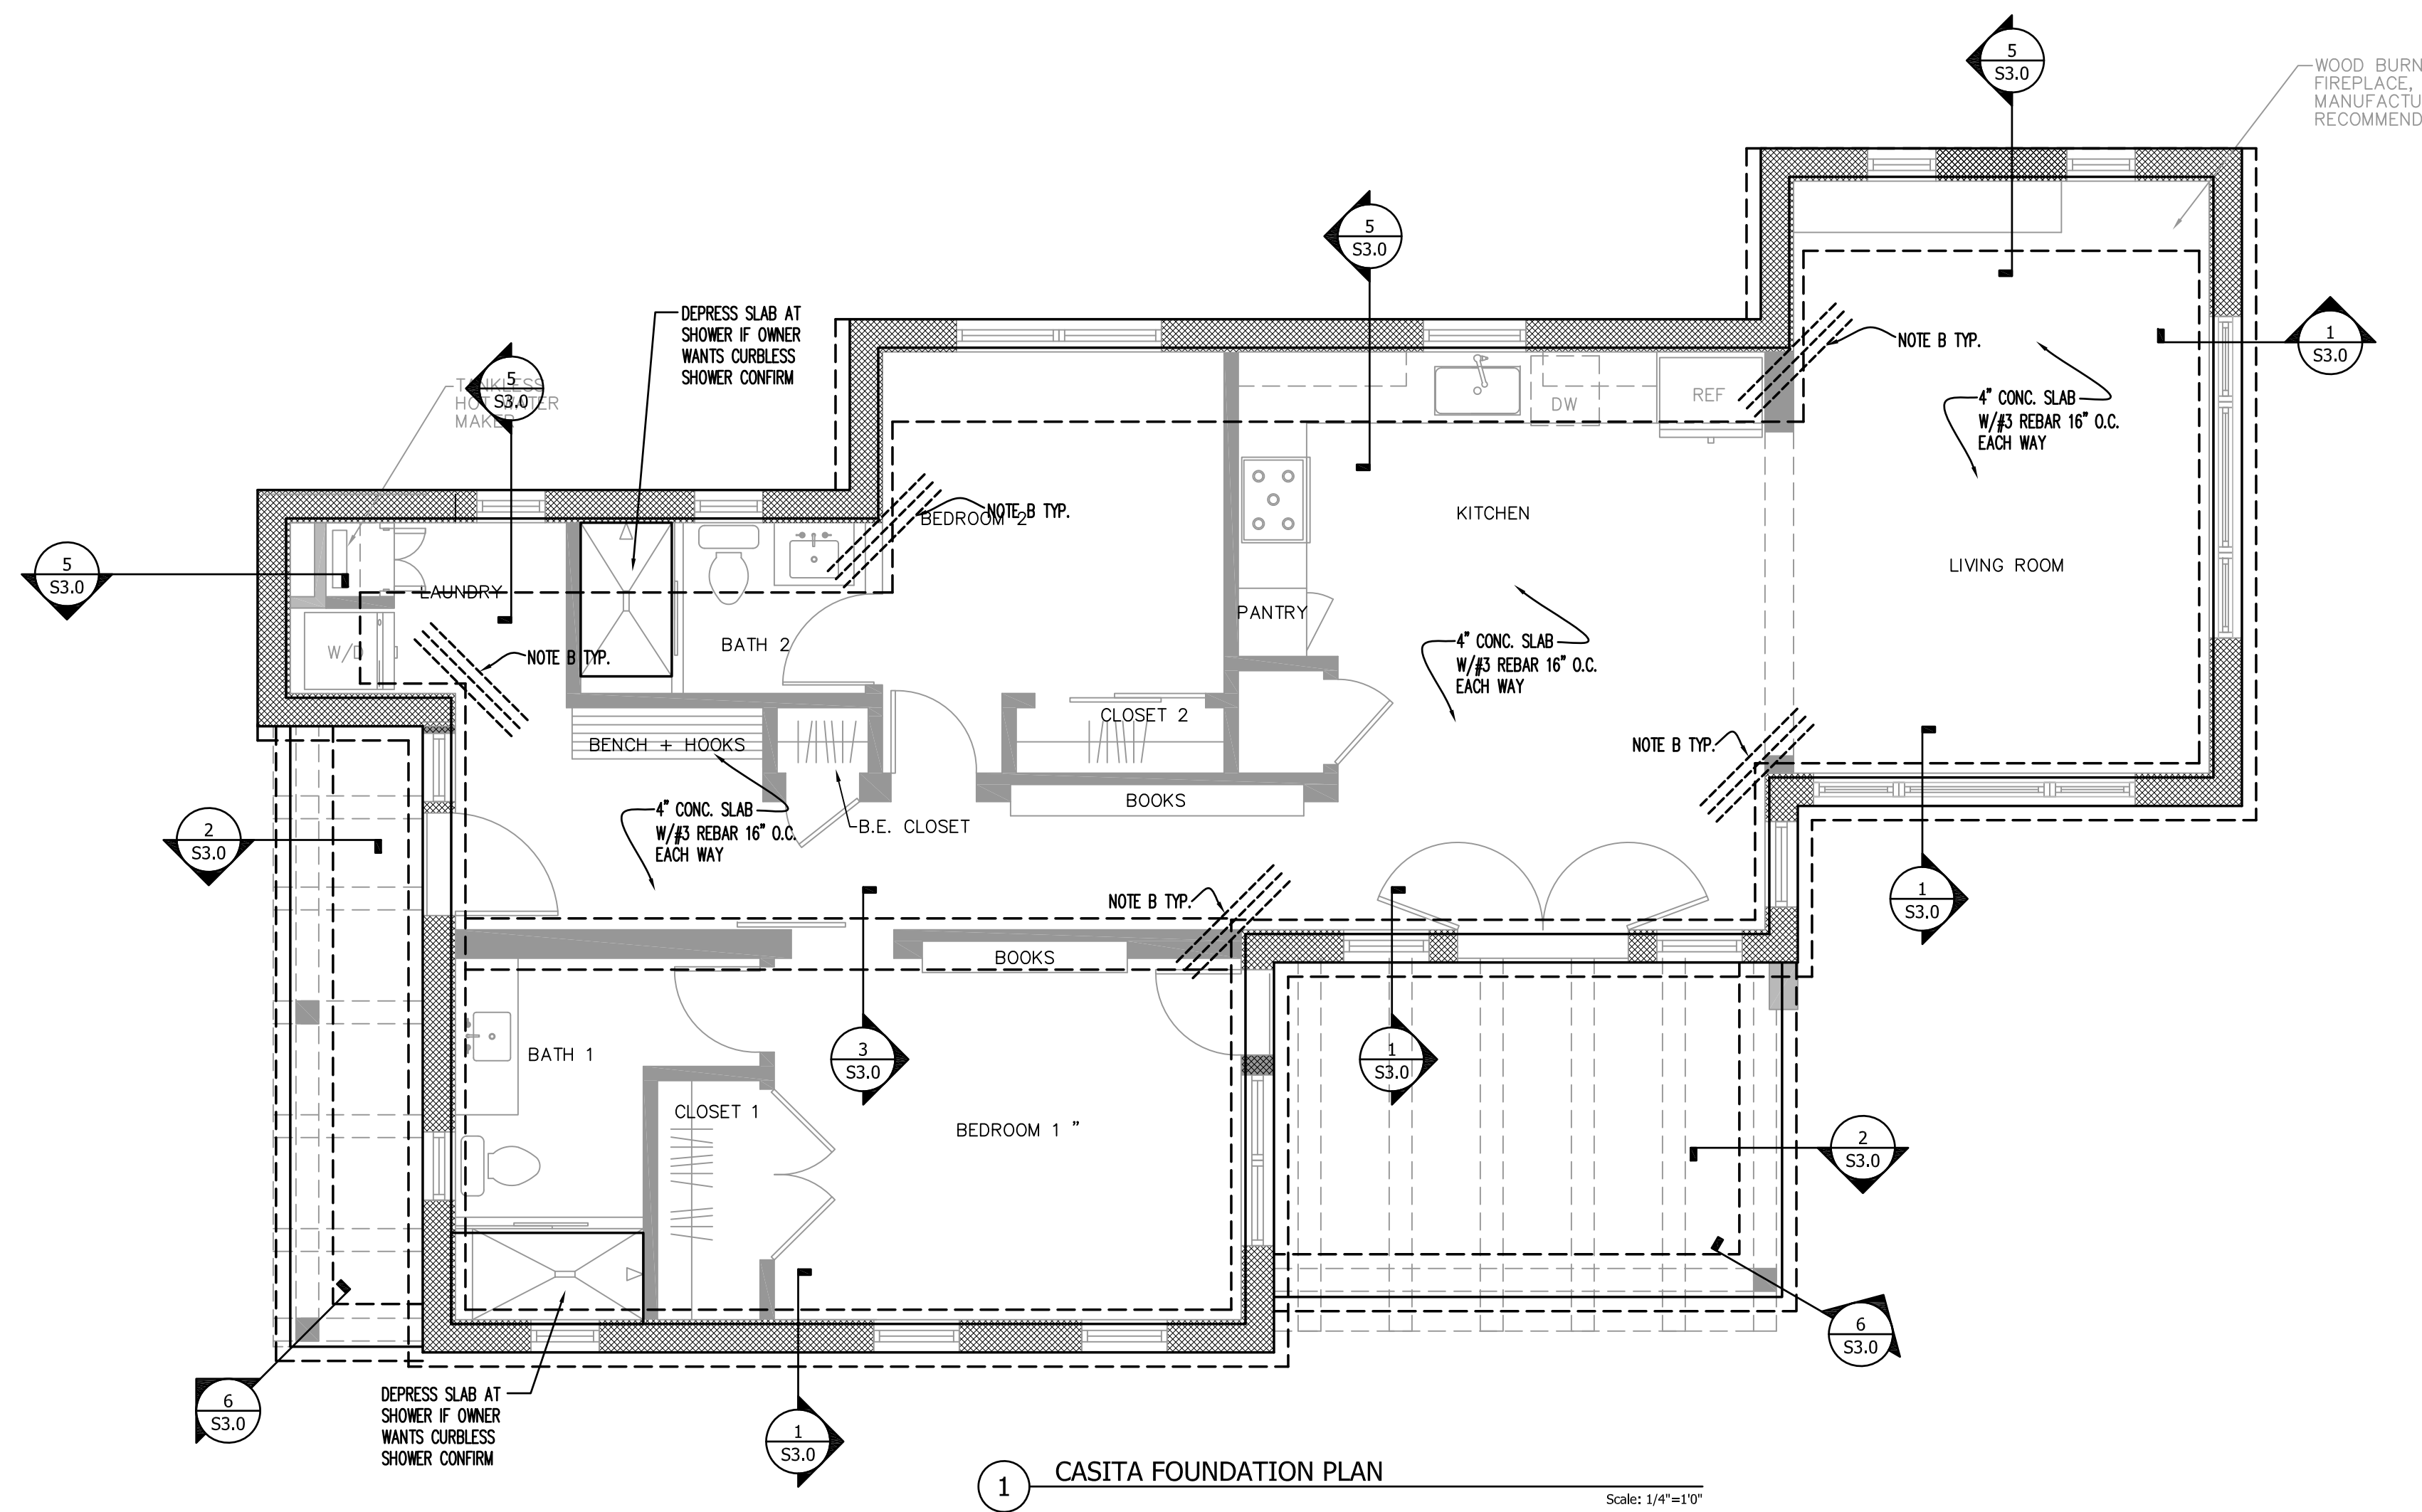 5
S3.0
WOOD BURN
FIREPLACE,
MANUFACTU
RECOMMEND
5
S3.0
DEPRESS SLAB AT
SHOWER IF OWNER
WANTS CURBLESS
SHOWER CONFIRM
1
S3.0
NOTE B TYP.
5
S3.0
TANKLESS
HOT WATER
MAKER
DW
REF
4" CONC. SLAB
W/#3 REBAR 16" O.C.
EACH WAY
NOTE B TYP.
BEDROOM 2
KITCHEN
LIVING ROOM
5
S3.0
LAUNDRY
PANTRY
W/D
NOTE B TYP.
BATH 2
4" CONC. SLAB
W/#3 REBAR 16" O.C.
EACH WAY
CLOSET 2
BENCH + HOOKS
NOTE B TYP.
BOOKS
4" CONC. SLAB
W/#3 REBAR 16" O.C.
EACH WAY
B.E. CLOSET
2
S3.0
NOTE B TYP.
1
S3.0
BOOKS
BATH 1
3
S3.0
1
S3.0
CLOSET 1
BEDROOM 1 "
2
S3.0
6
S3.0
6
S3.0
DEPRESS SLAB AT
SHOWER IF OWNER
WANTS CURBLESS
SHOWER CONFIRM
1
S3.0
1
CASITA FOUNDATION PLAN
Scale: 1/4"=1'0"